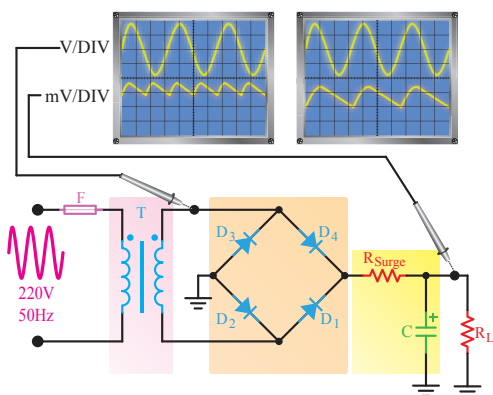 V/DIV
mV/DIV
F
T
D3
D4
RSurge
220V
50Hz
D2
D1
C
+
RL